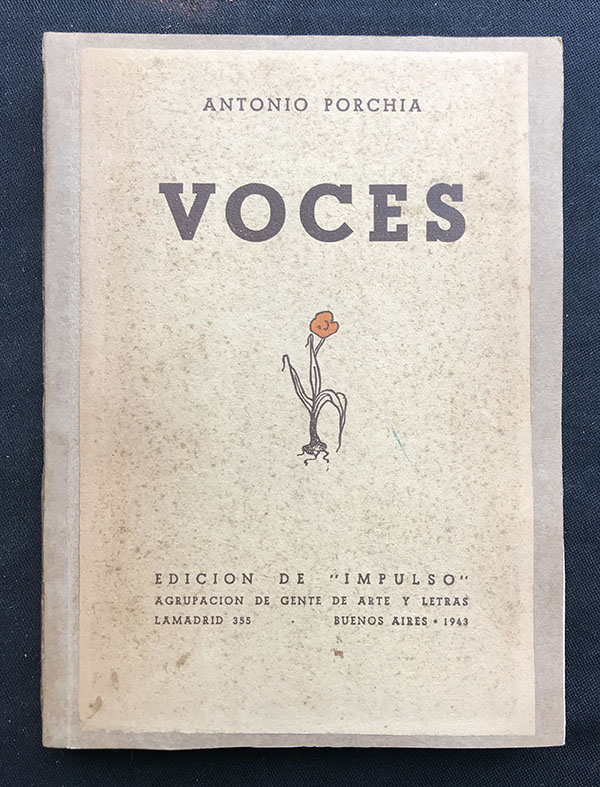 ANTONIO PORCHIA
VOCES
EDICION DE "IMPULSO"
AGRUPACION DE GENTE DE ARTE Y LETRAS
LAMADRID 355 - BUENOS AIRES • 1943